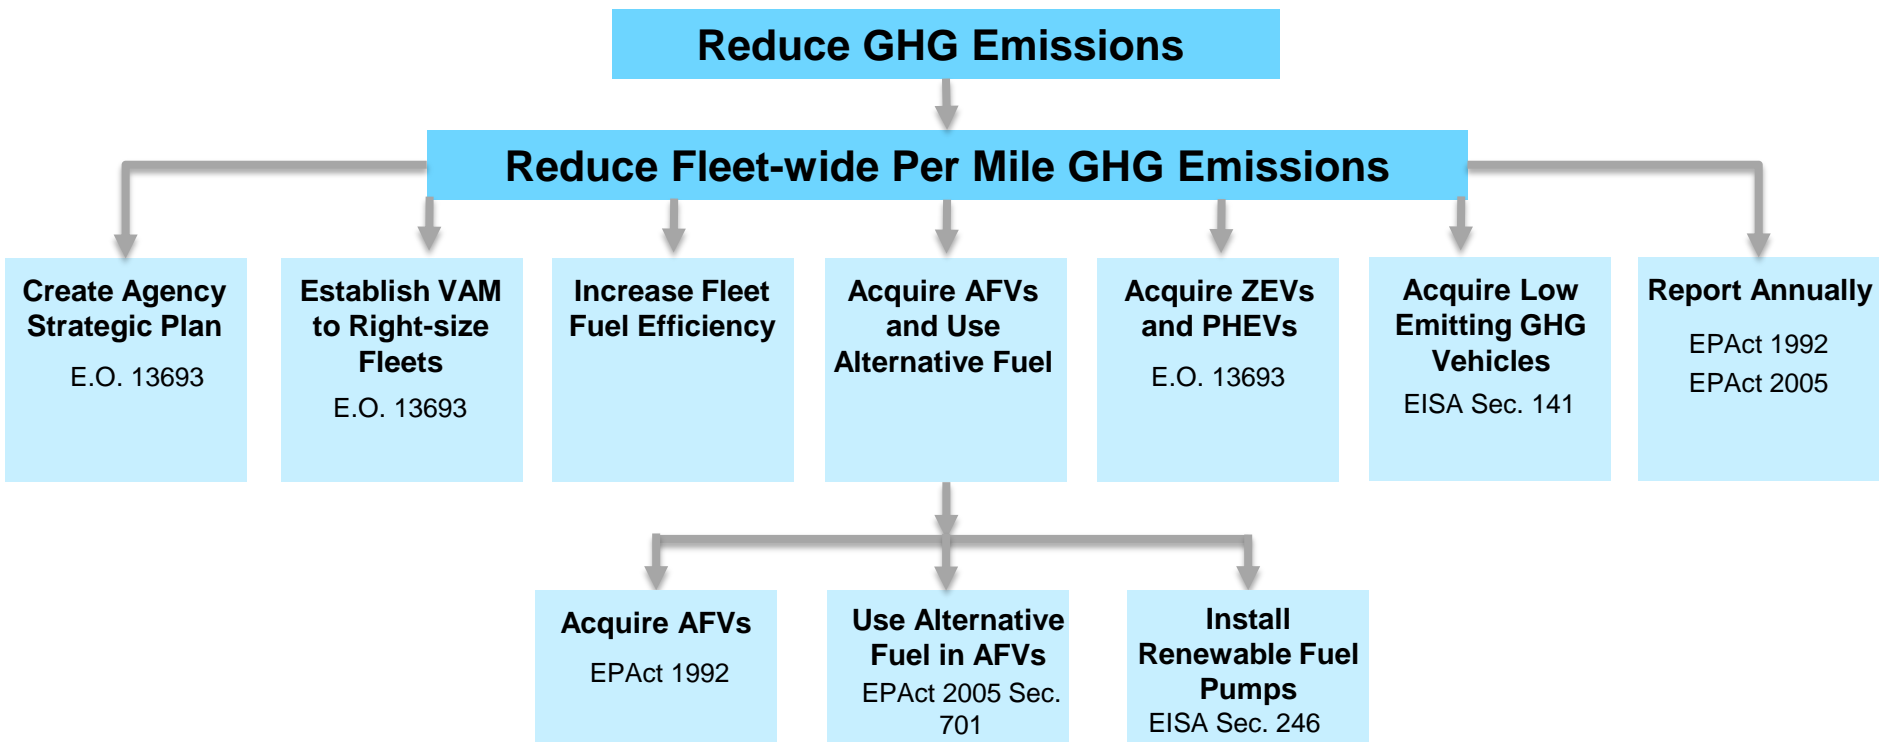 Reduce GHG Emissions
Reduce Fleet-wide Per Mile GHG Emissions
Create Agency
Strategic Plan
E.O. 13693
Establish VAM
to Right-size
Fleets
E.O. 13693
Increase Fleet
Fuel Efficiency
Acquire AFVs
and Use
Alternative Fuel
Acquire ZEVs
and PHEVs
E.O. 13693
Acquire Low
Emitting GHG
Vehicles
EISA Sec. 141
Report Annually
EPAct 1992
EPAct 2005
Acquire AFVs
EPAct 1992
Use Alternative
Fuel in AFVs
EPAct 2005 Sec.
701
Install
Renewable Fuel
Pumps
EISA Sec. 246